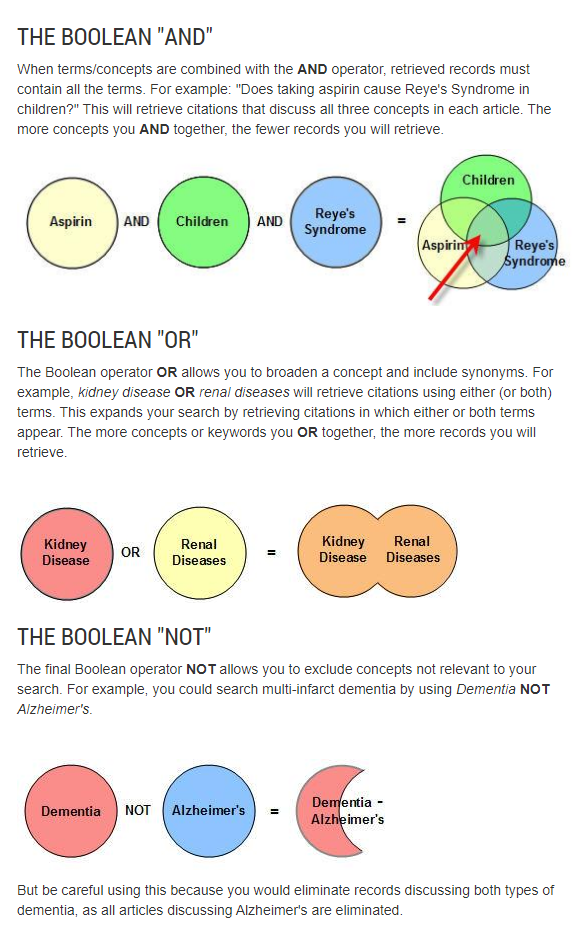 THE BOOLEAN "AND"
When terms/concepts are combined with the AND operator, retrieved records must
contain all the terms. For example: "Does taking aspirin cause Reye's Syndrome in
children?" This will retrieve citations that discuss all three concepts in each article. The
more concepts you AND together, the fewer records you will retrieve.
Aspirin AND Children AND Reye's
Syndrome
=
Children
Aspirin Reye's
Syndrome
THE BOOLEAN "OR"
The Boolean operator OR allows you to broaden a concept and include synonyms. For
example, kidney disease OR renal diseases will retrieve citations using either (or both)
terms. This expands your search by retrieving citations in which either or both terms
appear. The more concepts or keywords you OR together, the more records you will
retrieve.
Kidney
Disease
OR
Renal
Diseases
=
Kidney
Disease
Renal
Diseases
THE BOOLEAN "NOT"
The final Boolean operator NOT allows you to exclude concepts not relevant to your
search. For example, you could search multi-infarct dementia by using Dementia NOT
Alzheimer's.
Dementia NOT Alzheimer's =
Dementia -
Alzheimer's
But be careful using this because you would eliminate records discussing both types of
dementia, as all articles discussing Alzheimer's are eliminated.